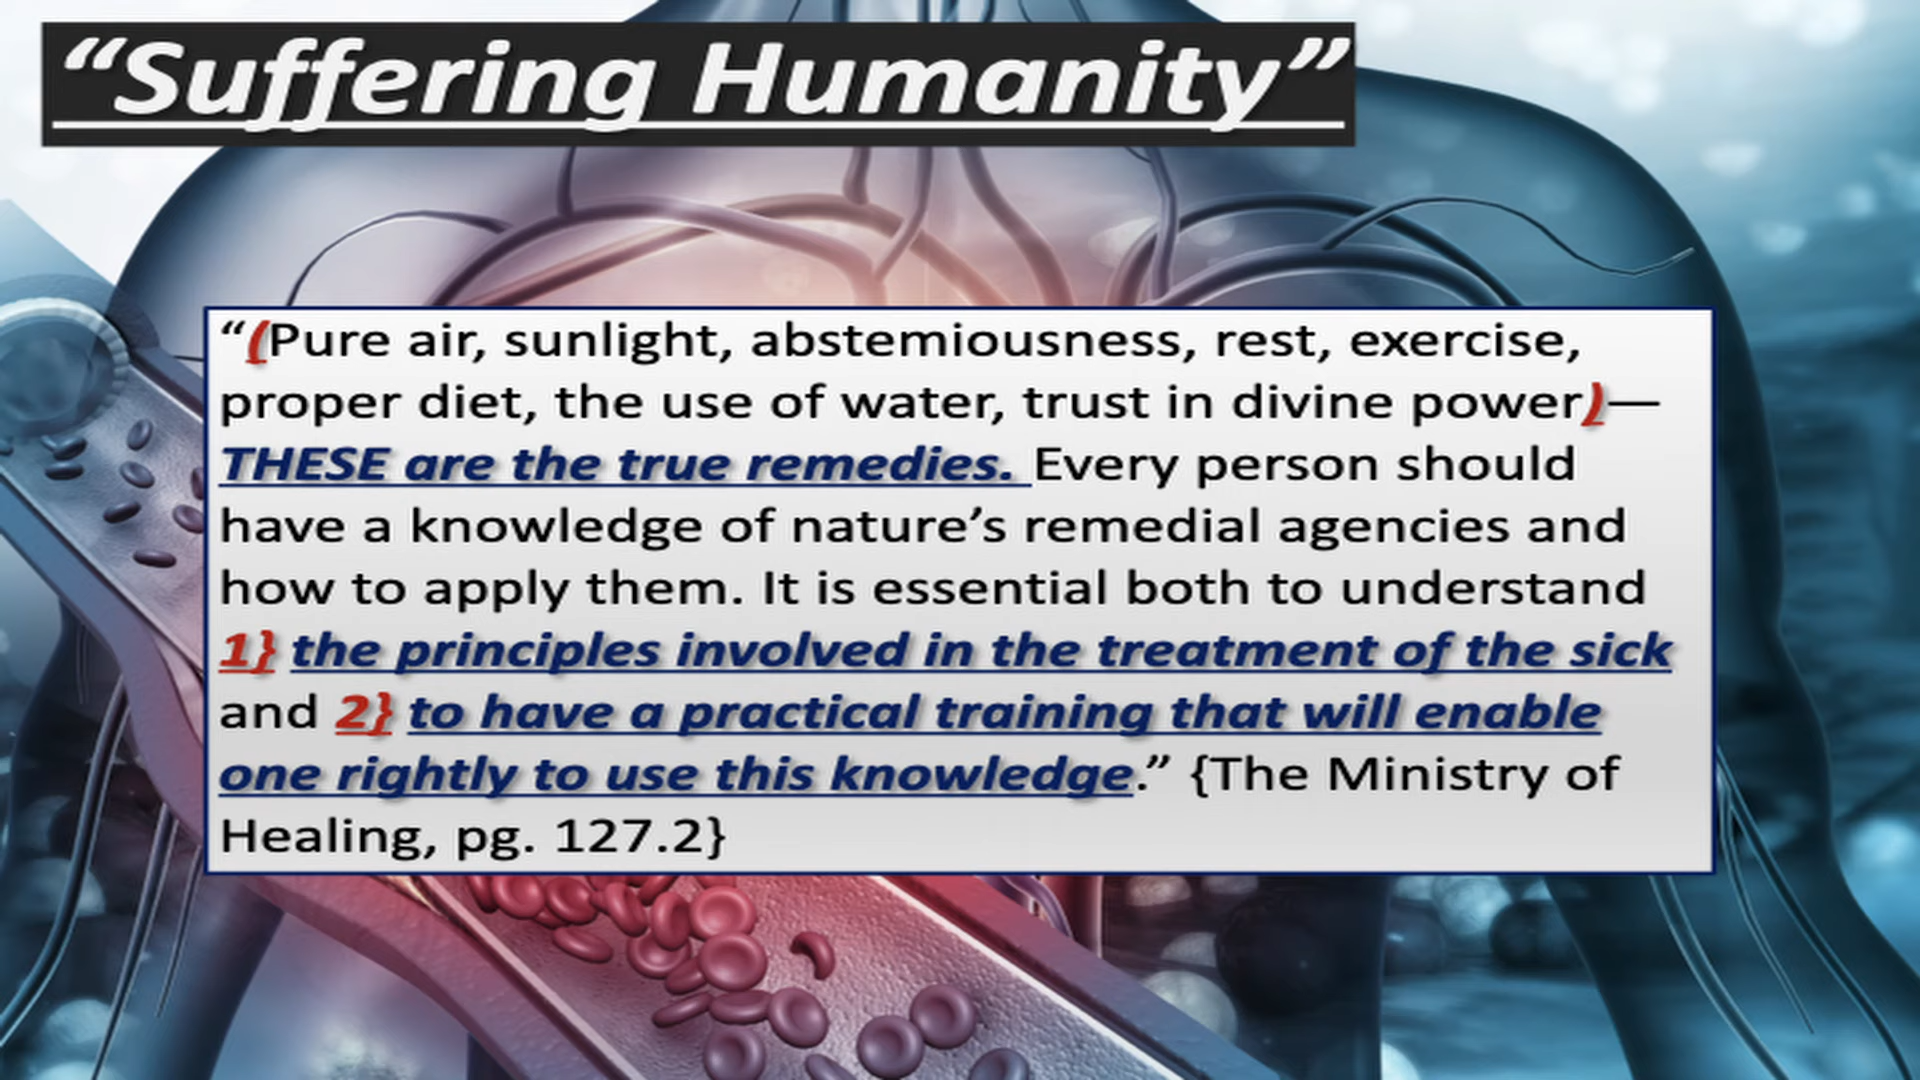 “Suffering Humanity”
“(Pure air, sunlight, abstemiousness, rest, exercise,
proper diet, the use of water, trust in divine power)—
THESE are the true remedies. Every person should
have a knowledge of nature’s remedial agencies and
how to apply them. It is essential both to understand
1} the principles involved in the treatment of the sick
and 2} to have a practical training that will enable
one rightly to use this knowledge.” {The Ministry of
Healing, pg. 127.2}